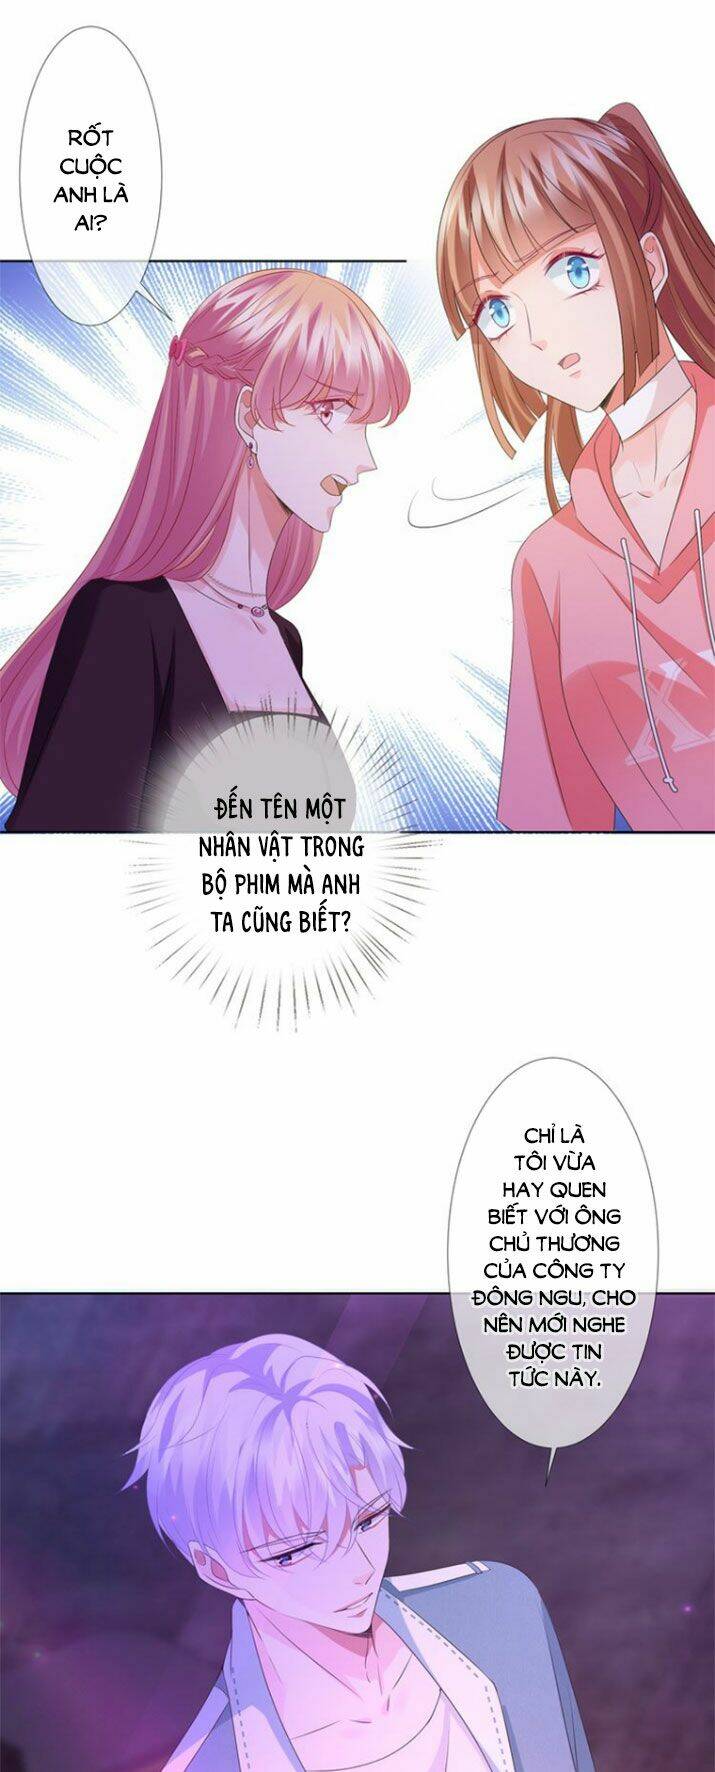 RỐT
CUỘC
ANH LÀ
AI?
ĐẾN TÊN MỘT
NHÂN VẬT TRONG
BỘ PHIM MÀ ANH
TA CŨNG BIẾT?
CHỈ LÀ
TÔI VỪA
HAY QUEN
BIẾT VỚI ÔNG
CHỦ THƯƠNG
CỦA CÔNG TY
ĐÔNG NGU, CHO
NÊN MỚI NGHE
ĐƯỢC TIN
TỨC NÀY.